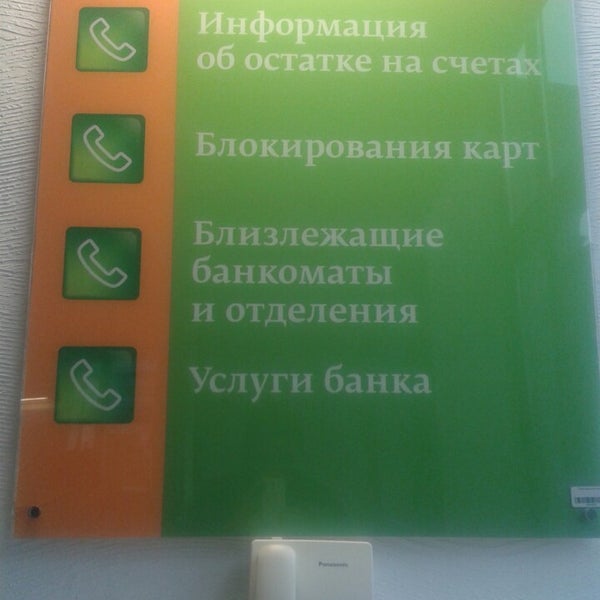 Информация
об остатке на счетах
Блокирования карт
Близлежащие
банкоматы
и отделения
Услуги банка
Panasonic